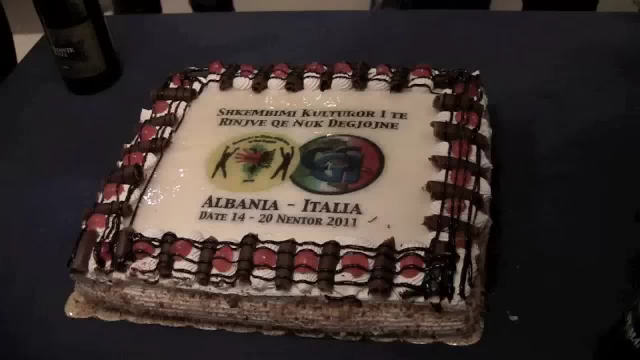 Shkembimi Kulturor I te
Rinjve qe Nuk Degjojne
Albania - Italia
Date 14 - 20 Nentor 2011